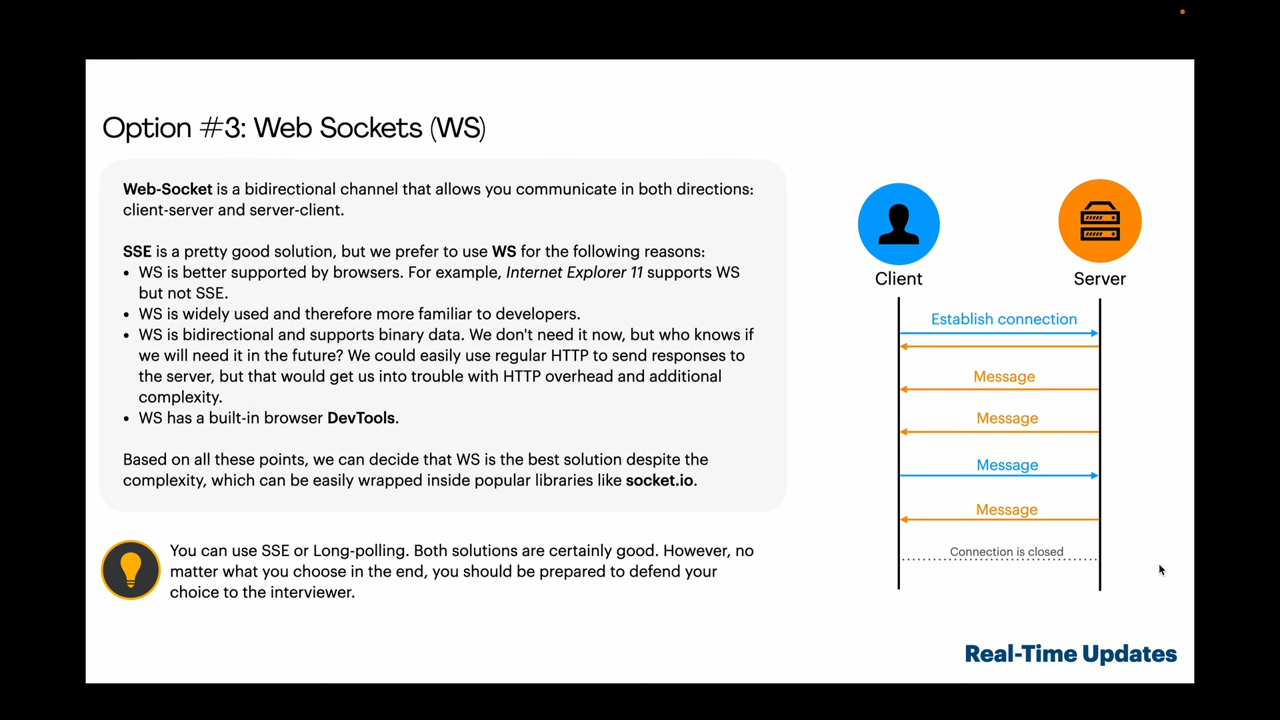 Option #3: Web Sockets (WS)
Web-Socket is a bidirectional channel that allows you communicate in both directions:
client-server and server-client.
SSE is a pretty good solution, but we prefer to use WS for the following reasons:
• WS is better supported by browsers. For example, Internet Explorer 11 supports WS
but not SSE.
• WS is widely used and therefore more familiar to developers.
• WS is bidirectional and supports binary data. We don't need it now, but who knows if
we will need it in the future? We could easily use regular HTTP to send responses to
the server, but that would get us into trouble with HTTP overhead and additional
complexity.
• WS has a built-in browser DevTools.
Based on all these points, we can decide that WS is the best solution despite the
complexity, which can be easily wrapped inside popular libraries like socket.io.
You can use SSE or Long-polling. Both solutions are certainly good. However, no
matter what you choose in the end, you should be prepared to defend your
choice to the interviewer.
Client
Server
Establish connection
Message
Message
Message
Message
Connection is closed
Real-Time Updates